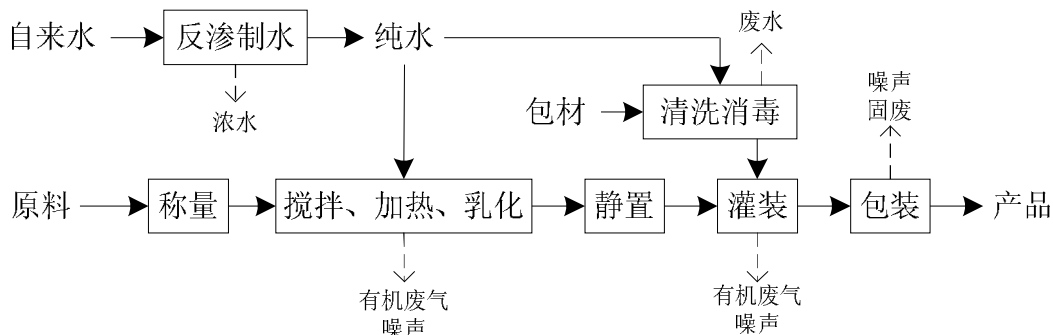 自来水
反渗制水
纯水
废水
浓水
包材
清洗消毒
噪声
固废
原料
称量
搅拌、加热、乳化
静置
灌装
包装
产品
有机废气
噪声
有机废气
噪声